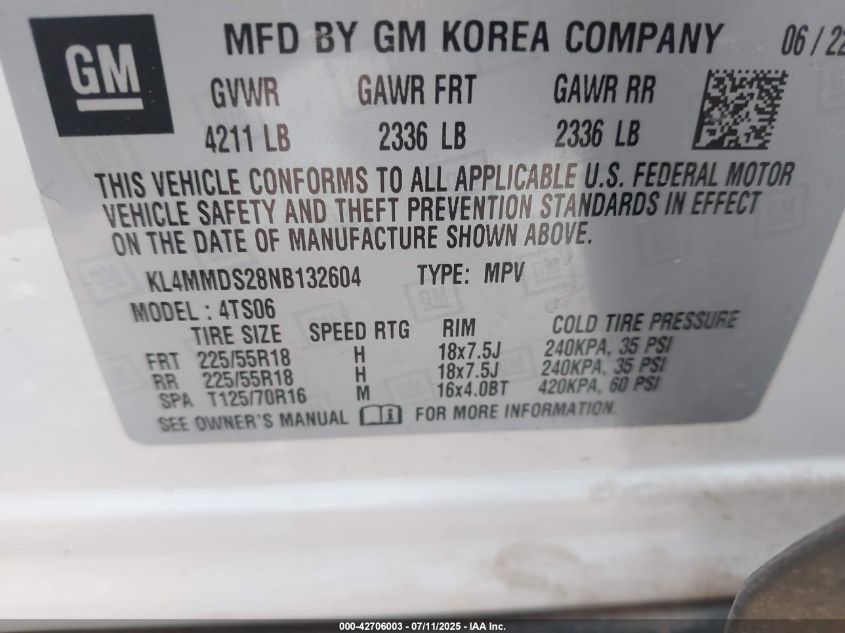 GM
MFD BY GM KOREA COMPANY 06/22
GVWR GAWR FRT GAWR RR
4211 LB 2336 LB 2336 LB
THIS VEHICLE CONFORMS TO ALL APPLICABLE U.S. FEDERAL MOTOR
VEHICLE SAFETY AND THEFT PREVENTION STANDARDS IN EFFECT
ON THE DATE OF MANUFACTURE SHOWN ABOVE.
KL4MMDS28NB132604 TYPE: MPV
MODEL: 4TS06
TIRE SIZE SPEED RTG RIM COLD TIRE PRESSURE
FRT 225/55R18 H 18x7.5J 240KPA, 35 PSI
RR 225/55R18 H 18x7.5J 240KPA, 35 PSI
SPA T125/70R16 M 16x4.0BT 420KPA, 60 PSI
SEE OWNER'S MANUAL FOR MORE INFORMATION.
000-42706003 - 07/11/2025 - IAA Inc.